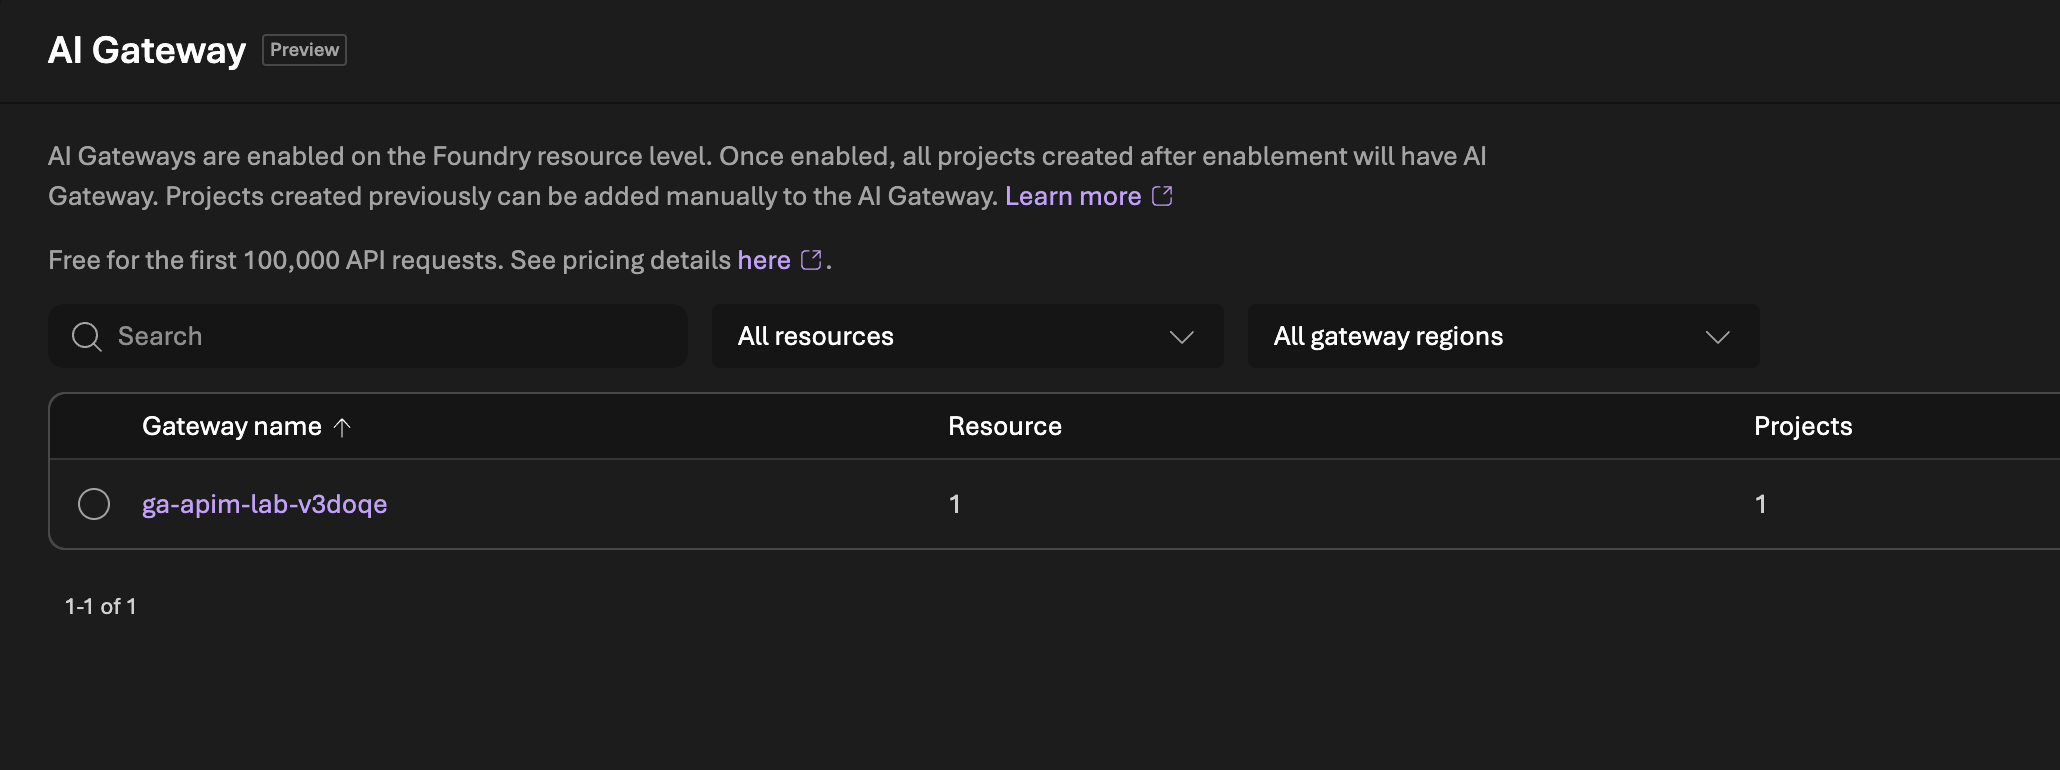 AI Gateway Preview
AI Gateways are enabled on the Foundry resource level. Once enabled, all projects created after enablement will have AI
Gateway. Projects created previously can be added manually to the AI Gateway. Learn more
Free for the first 100,000 API requests. See pricing details here.
Search All resources All gateway regions
Gateway name ↑ Resource Projects
ga-apim-lab-v3doqe 1 1
1-1 of 1